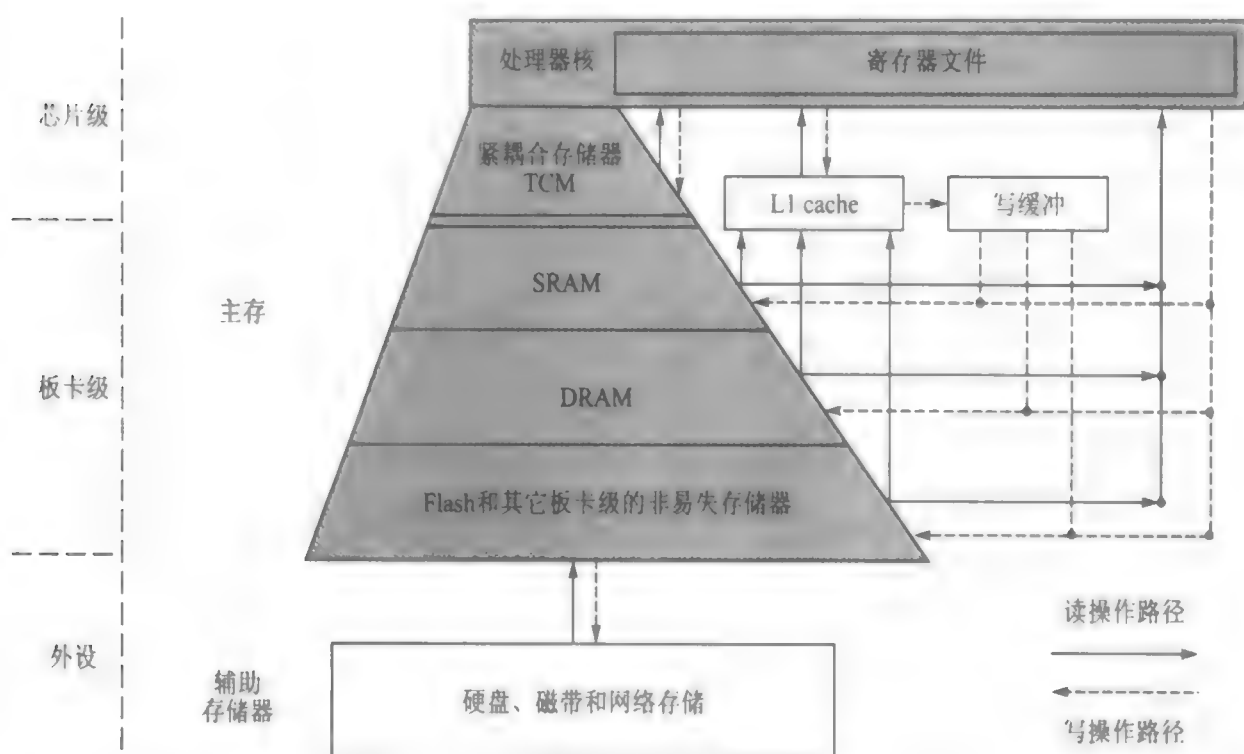 处理器核
寄存器文件
芯片级
紧耦合存储器
TCM
L1 cache
写缓冲
SRAM
主存
板卡级
DRAM
Flash和其它板卡级的非易失存储器
读操作路径
外设
辅助
存储器
硬盘、磁带和网络存储
写操作路径